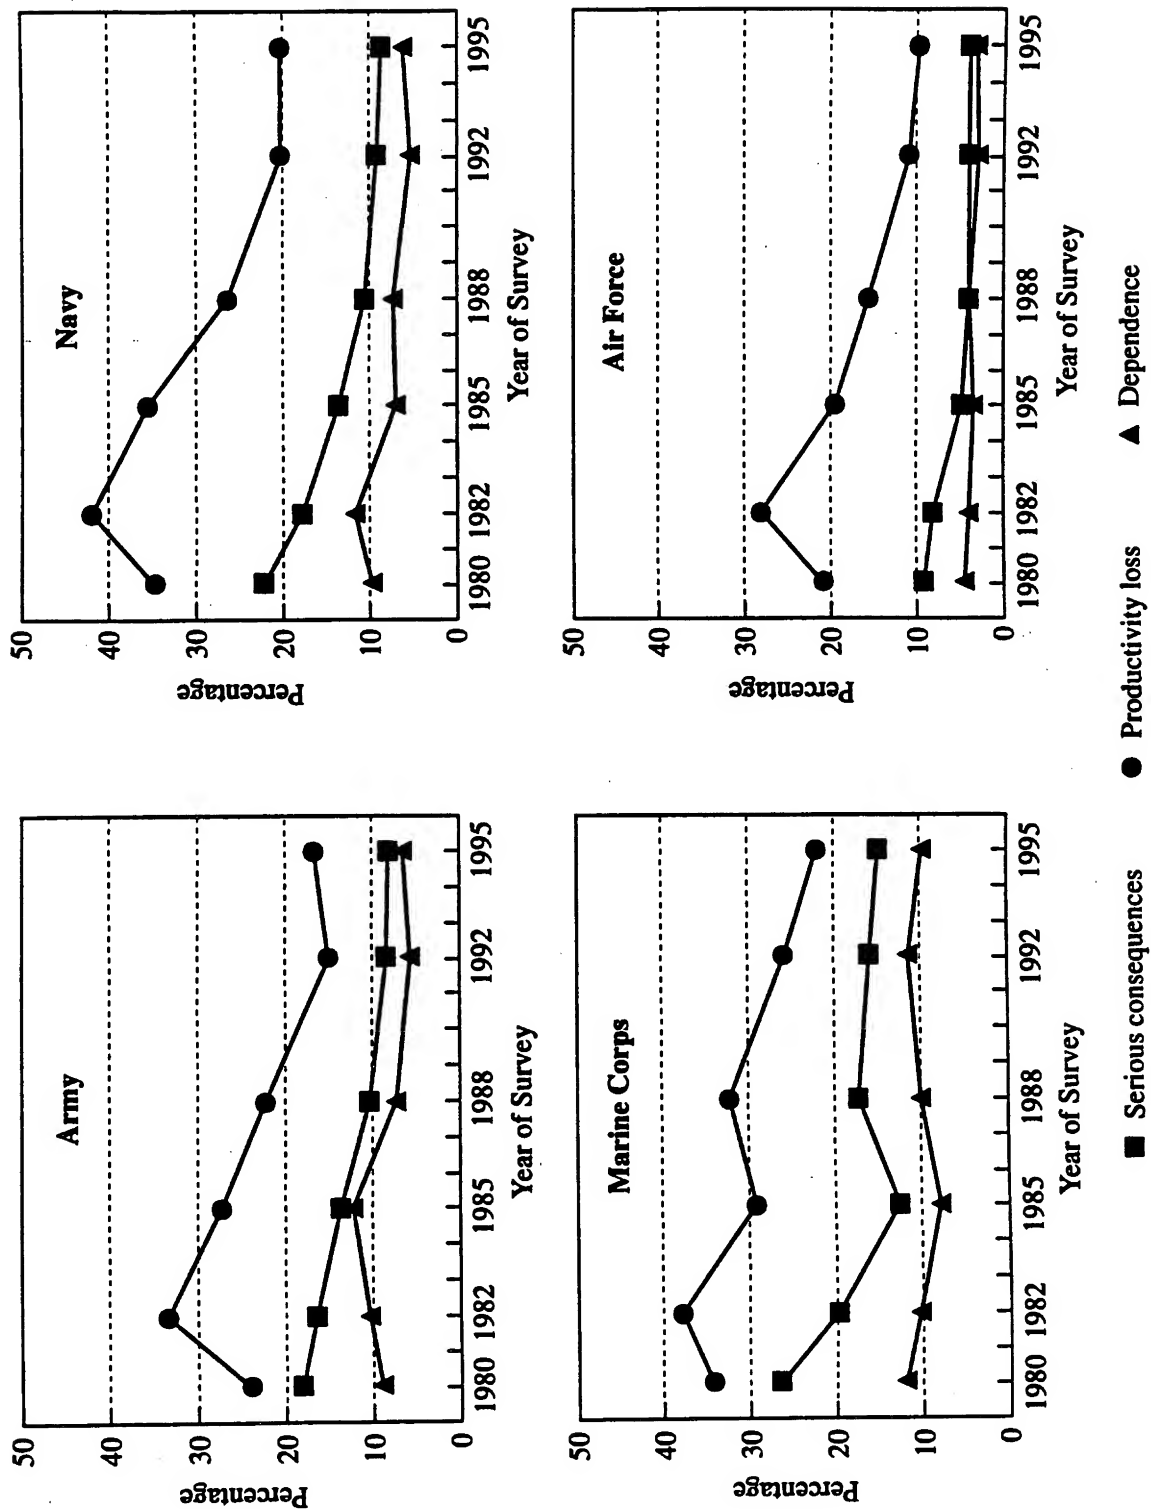 Army
Percentage
50
40
30
20
10
0
1980 1982 1985 1988 1992 1995
Year of Survey
Navy
Percentage
50
40
30
20
10
0
1980 1982 1985 1988 1992 1995
Year of Survey
Marine Corps
Percentage
50
40
30
20
10
0
1980 1982 1985 1988 1992 1995
Year of Survey
Air Force
Percentage
50
40
30
20
10
0
1980 1982 1985 1988 1992 1995
Year of Survey
Serious consequences Productivity loss Dependence